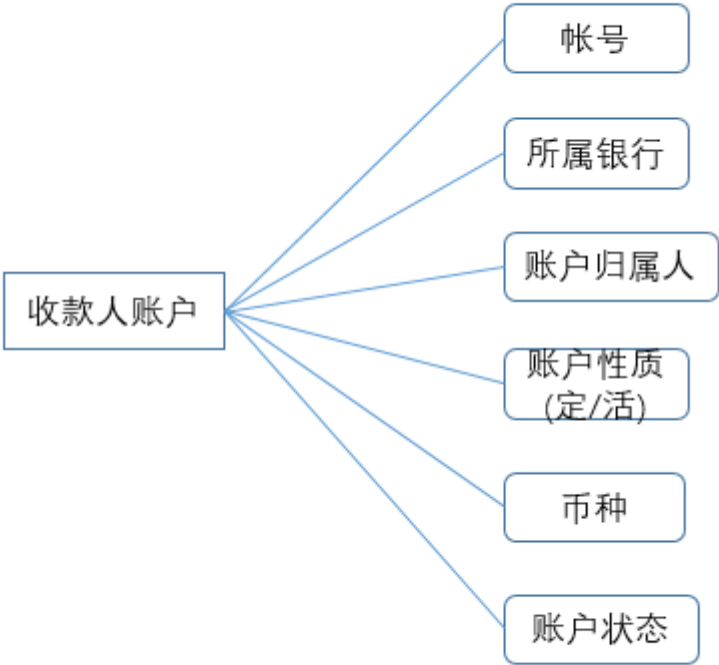 帐号
所属银行
账户归属人
收款人账户
账户性质
(定/活)
币种
账户状态